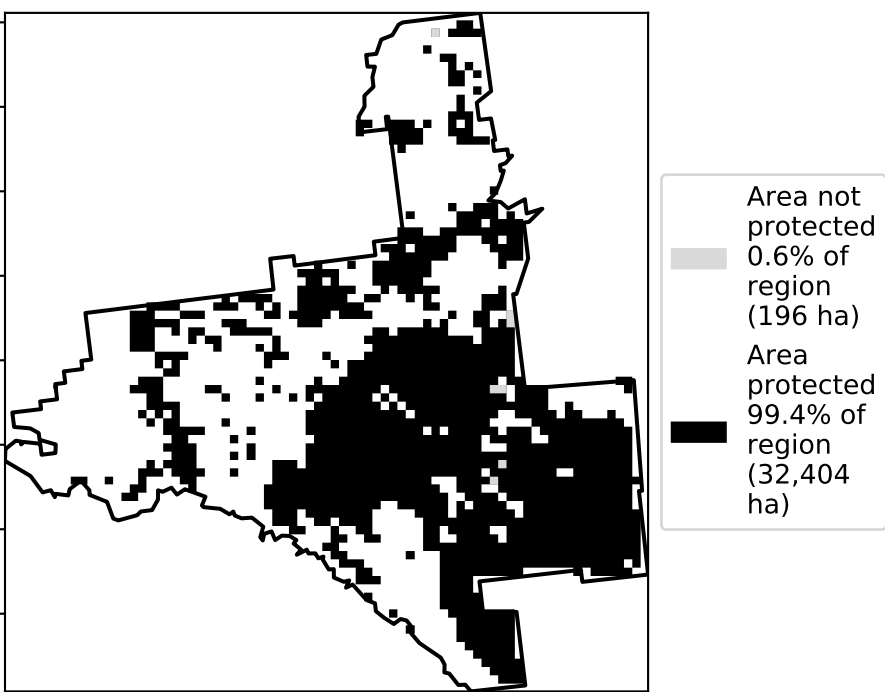 Area not
protected
0.6% of
region
(196 ha)
Area
protected
99.4% of
region
(32,404
ha)